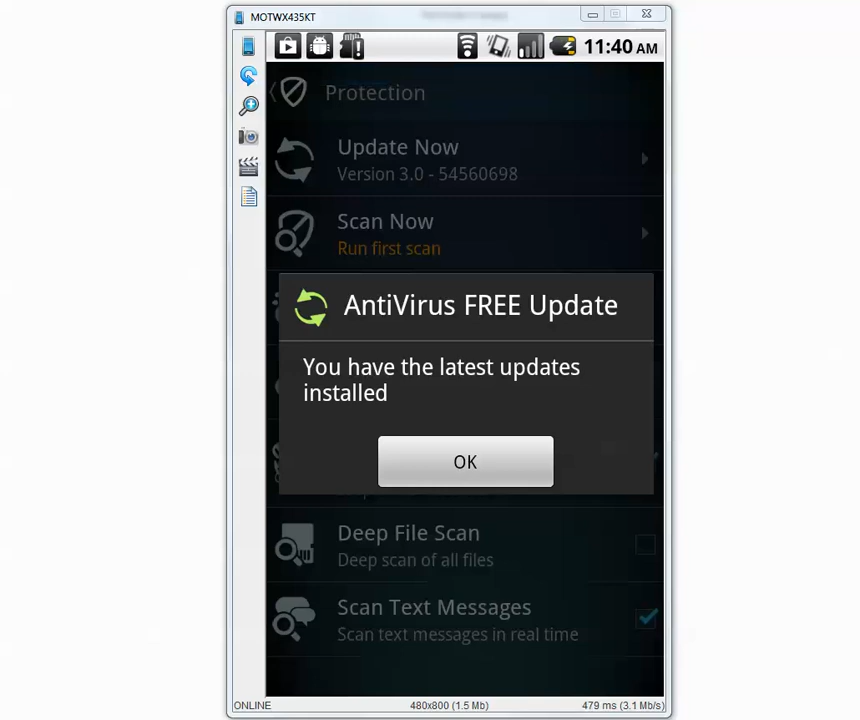 MOTWX435KT
11:40 AM
Protection
Update Now
Version 3.0 - 54560698
Scan Now
Run first scan
AntiVirus FREE Update
You have the latest updates
installed
OK
Deep File Scan
Deep scan of all files
Scan Text Messages
Scan text messages in real time
ONLINE
480x800 (1.5 Mb)
479 ms (3.1 Mb/s)